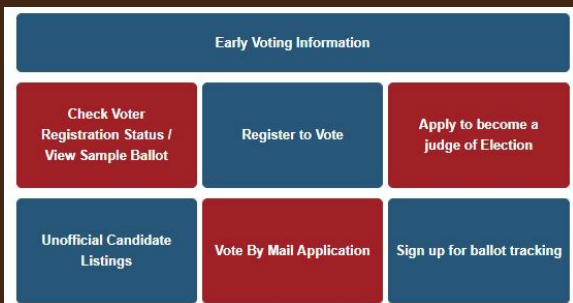 Early Voting Information
Check Voter
Registration Status /
View Sample Ballot
Register to Vote
Apply to become a
judge of Election
Unofficial Candidate
Listings
Vote By Mail Application
Sign up for ballot tracking